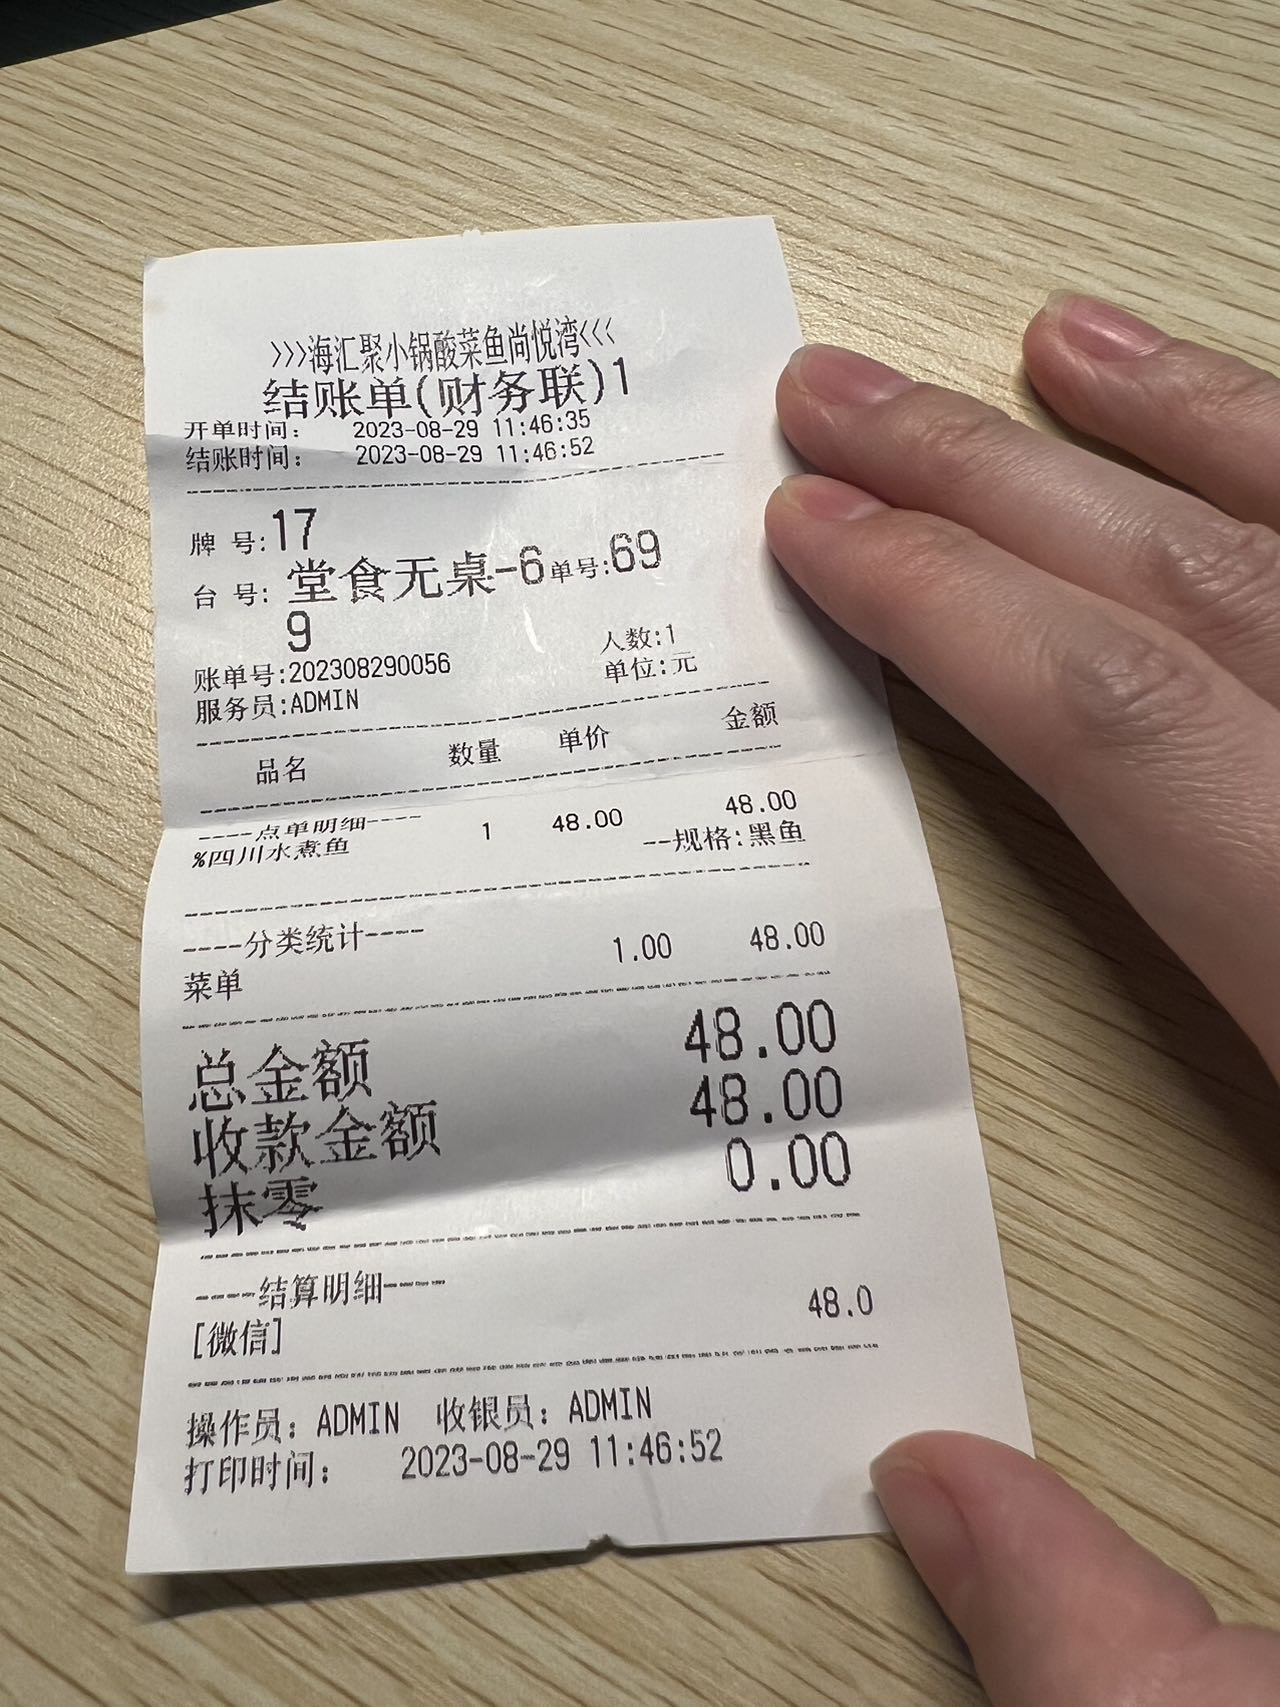 >>>海汇聚小锅酸菜鱼尚悦湾<<<
结账单(财务联)1
开单时间: 2023-08-29 11:46:35
结账时间: 2023-08-29 11:46:52
牌 号:17
台 号: 堂食无桌-6 单号:69
9
人数:1
账单号:202308290056
单位:元
服务员:ADMIN
品名 数量 单价 金额
----点单明细----
%四川水煮鱼 1 48.00 48.00
--规格:黑鱼
----分类统计----
菜单 1.00 48.00
总金额 48.00
收款金额 48.00
抹零 0.00
----结算明细----
[微信] 48.0
操作员: ADMIN 收银员: ADMIN
打印时间: 2023-08-29 11:46:52